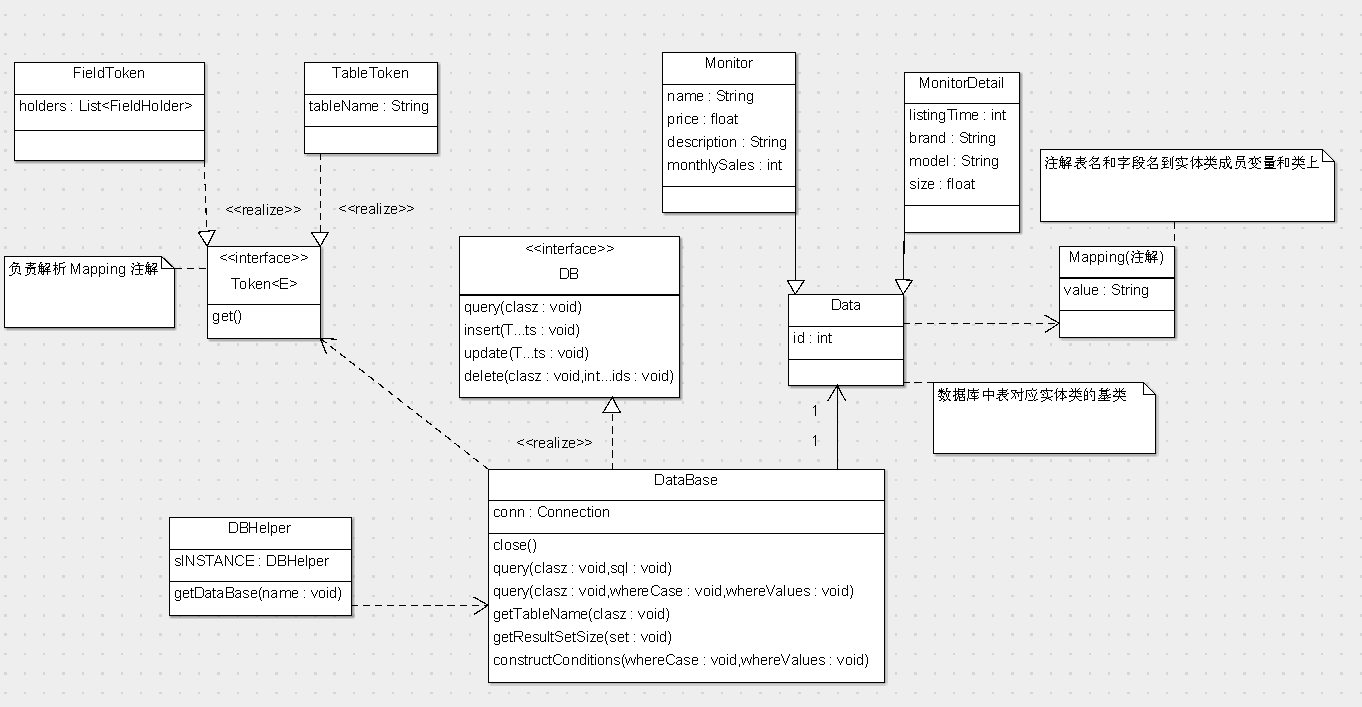 FieldToken
holders : List<FieldHolder>
TableToken
tableName : String
Monitor
name : String
price : float
description : String
monthlySales : int
MonitorDetail
listingTime : int
brand : String
model : String
size : float
注解表名和字段名到实体类成员变量和类上
<<realize>>
<<realize>>
负责解析 Mapping 注解
<<interface>>
Token<E>
get()
<<interface>>
DB
query(clasz : void)
insert(T...ts : void)
update(T...ts : void)
delete(clasz : void,int...ids : void)
Data
id : int
Mapping(注解)
value : String
数据库中表对应实体类的基类
1
1
<<realize>>
DataBase
conn : Connection
close()
query(clasz : void,sql : void)
query(clasz : void,whereCase : void,whereValues : void)
getTableName(clasz : void)
getResultSetSize(set : void)
constructConditions(whereCase : void,whereValues : void)
DBHelper
sINSTANCE : DBHelper
getDataBase(name : void)